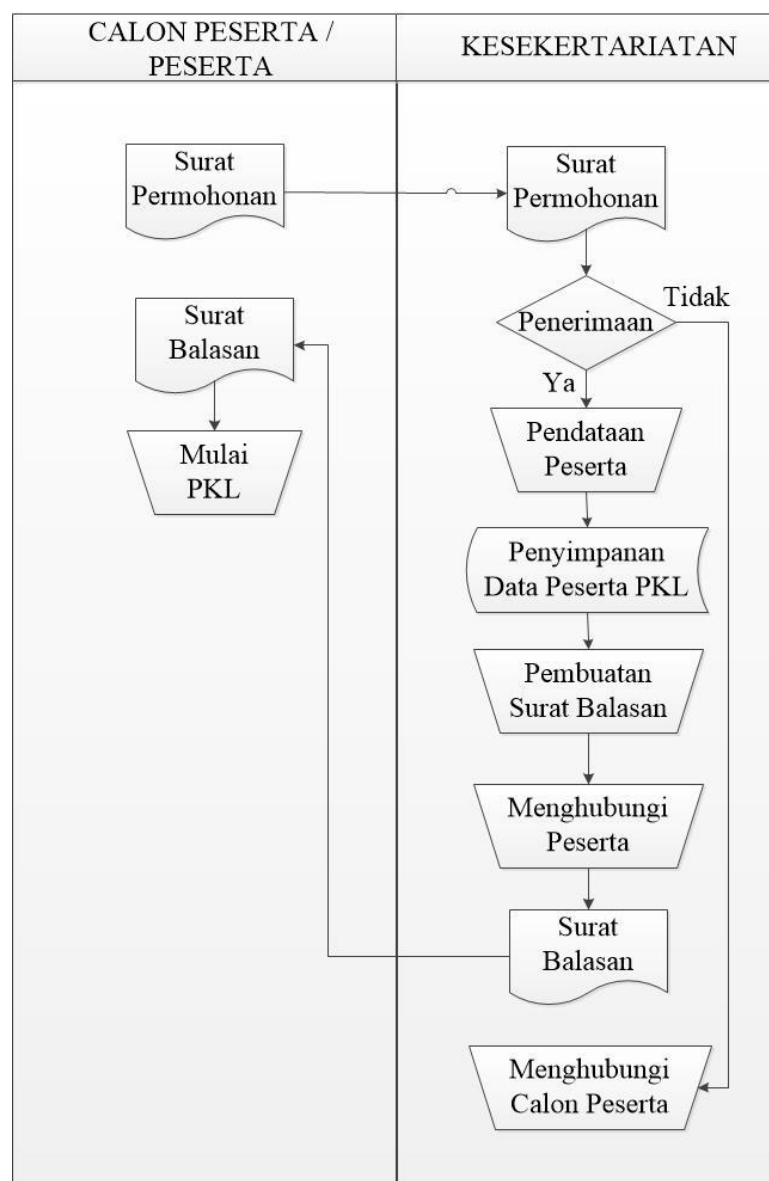 CALON PESERTA /
PESERTA
KESEKERTARIATAN
Surat
Permohonan
Surat
Permohonan
Tidak
Penerimaan
Ya
Surat
Balasan
Mulai
PKL
Pendataan
Peserta
Penyimpanan
Data Peserta PKL
Pembuatan
Surat Balasan
Menghubungi
Peserta
Surat
Balasan
Menghubungi
Calon Peserta